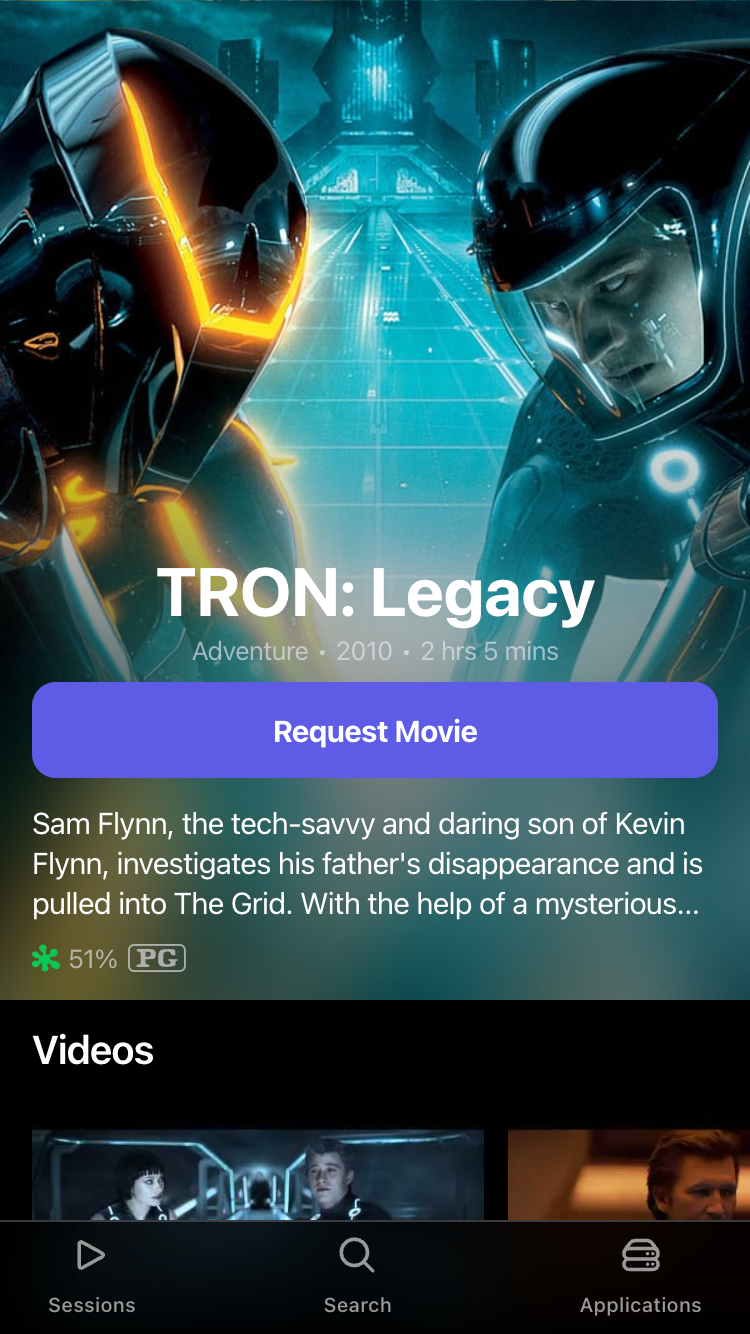 TRON: Legacy
Adventure • 2010 • 2 hrs 5 mins
Request Movie
Sam Flynn, the tech-savvy and daring son of Kevin
Flynn, investigates his father's disappearance and is
pulled into The Grid. With the help of a mysterious...
51% PG
Videos
Sessions Search Applications